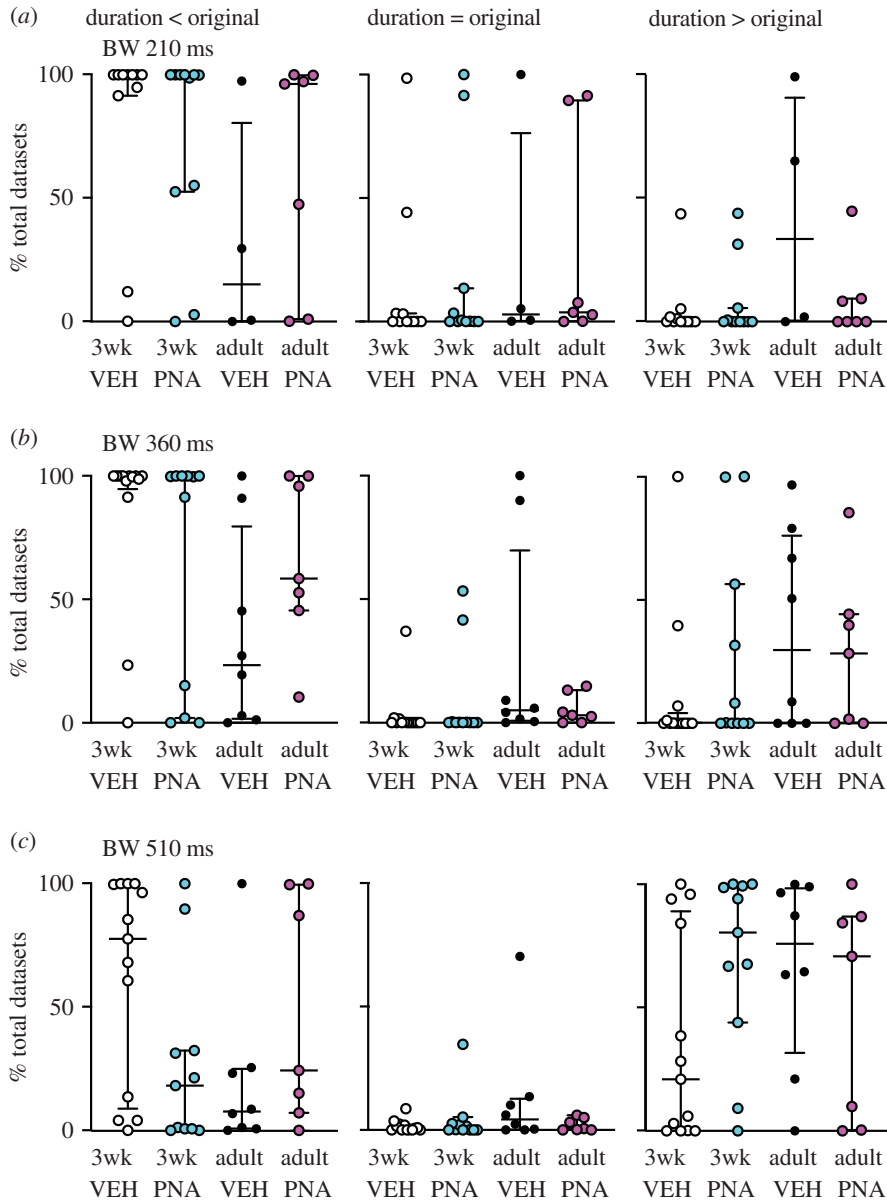 (a) duration < original duration = original duration > original
BW 210 ms
% total datasets
100
50
0
3wk 3wk adult adult 3wk 3wk adult adult 3wk 3wk adult adult
VEH PNA VEH PNA VEH PNA VEH PNA VEH PNA VEH PNA
(b) BW 360 ms
% total datasets
100
50
0
3wk 3wk adult adult 3wk 3wk adult adult 3wk 3wk adult adult
VEH PNA VEH PNA VEH PNA VEH PNA VEH PNA VEH PNA
(c) BW 510 ms
% total datasets
100
50
0
3wk 3wk adult adult 3wk 3wk adult adult 3wk 3wk adult adult
VEH PNA VEH PNA VEH PNA VEH PNA VEH PNA VEH PNA